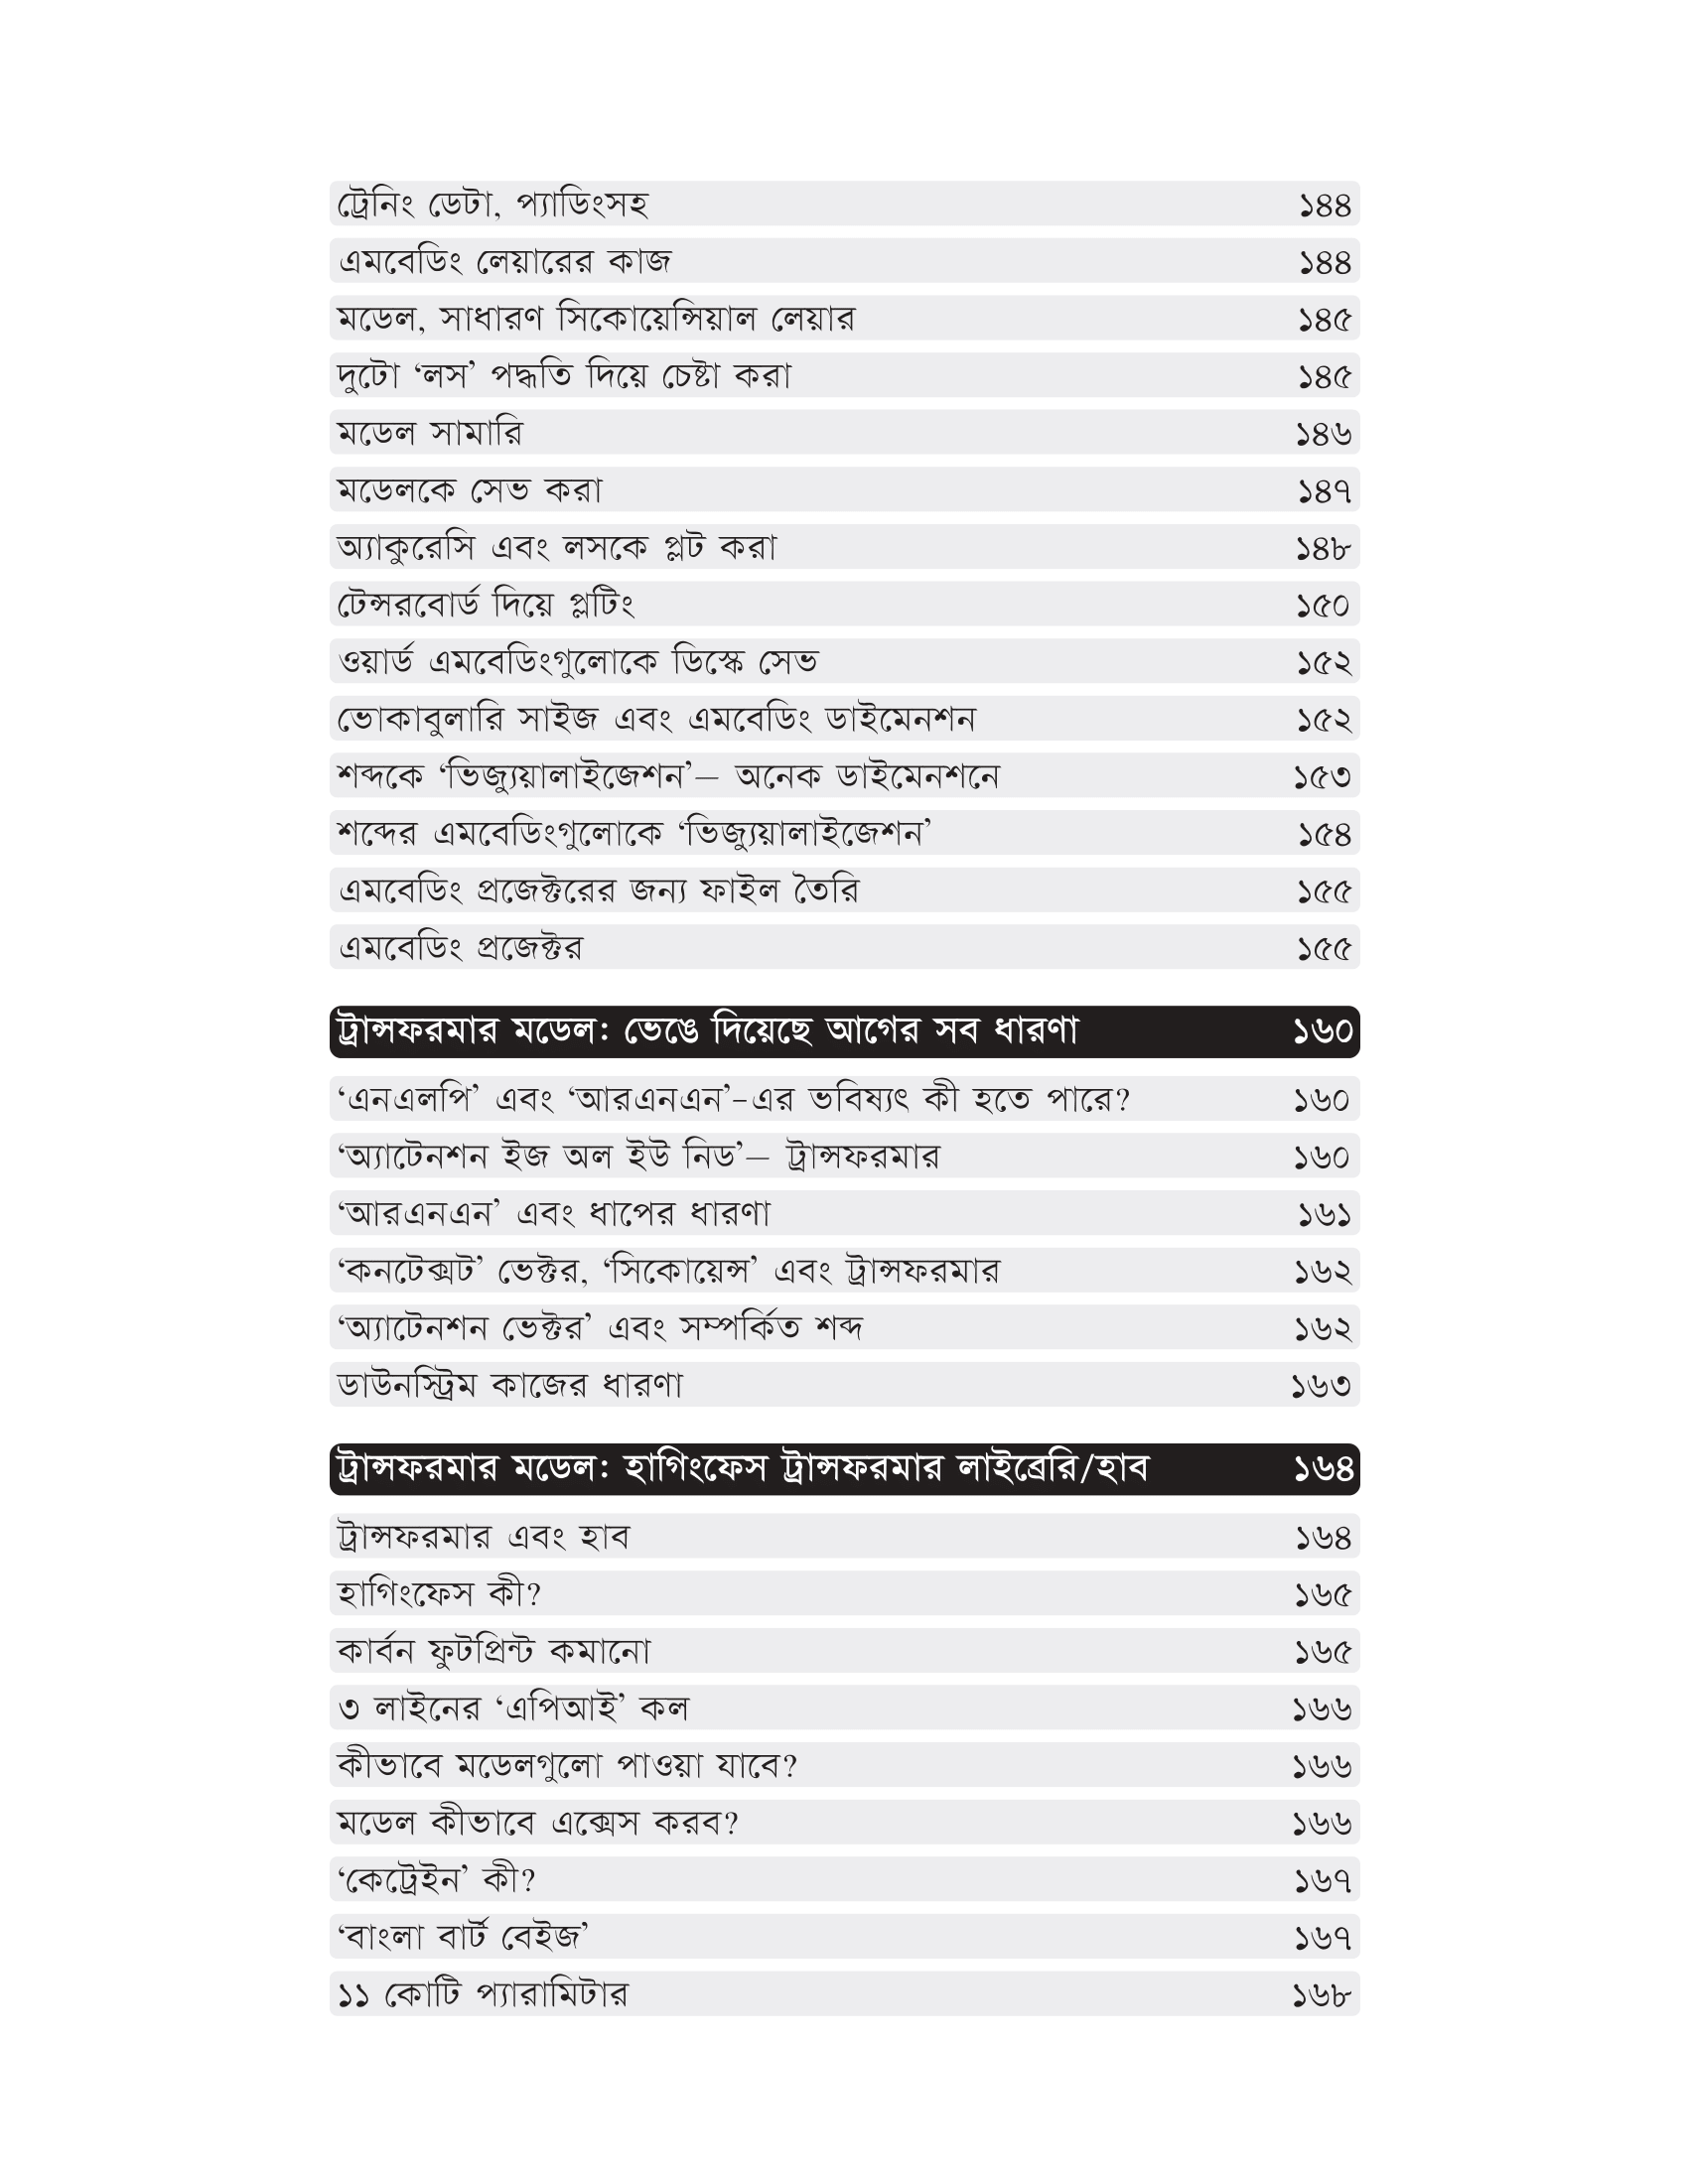 ট্রেনিং ডেটা, প্যাডিংসহ ১৪৪
এমবেডিং লেয়ারের কাজ ১৪৪
মডেল, সাধারণ সিকোয়েন্সিয়াল লেয়ার ১৪৫
দুটো ‘লস’ পদ্ধতি দিয়ে চেষ্টা করা ১৪৫
মডেল সামারি ১৪৬
মডেলকে সেভ করা ১৪৭
অ্যাকুরেসি এবং লসকে প্লট করা ১৪৮
টেন্সরবোর্ড দিয়ে প্লটিং ১৫০
ওয়ার্ড এমবেডিংগুলোকে ডিস্কে সেভ ১৫২
ভোকাবুলারি সাইজ এবং এমবেডিং ডাইমেনশন ১৫২
শব্দকে ‘ভিজ্যুয়ালাইজেশন’– অনেক ডাইমেনশনে ১৫৩
শব্দের এমবেডিংগুলোকে ‘ভিজ্যুয়ালাইজেশন’ ১৫৪
এমবেডিং প্রজেক্টরের জন্য ফাইল তৈরি ১৫৫
এমবেডিং প্রজেক্টর ১৫৫
ট্রান্সফরমার মডেল: ভেঙে দিয়েছে আগের সব ধারণা ১৬০
‘এনএলপি’ এবং ‘আরএনএন’-এর ভবিষ্যৎ কী হতে পারে? ১৬০
‘অ্যাটেনশন ইজ অল ইউ নিড’– ট্রান্সফরমার ১৬০
‘আরএনএন’ এবং ধাপের ধারণা ১৬১
‘কনটেক্সট’ ভেক্টর, ‘সিকোয়েন্স’ এবং ট্রান্সফরমার ১৬২
‘অ্যাটেনশন ভেক্টর’ এবং সম্পর্কিত শব্দ ১৬২
ডাউনস্ট্রিম কাজের ধারণা ১৬৩
ট্রান্সফরমার মডেল: হাগিংফেস ট্রান্সফরমার লাইব্রেরি/হাব ১৬৪
ট্রান্সফরমার এবং হাব ১৬৪
হাগিংফেস কী? ১৬৫
কার্বন ফুটপ্রিন্ট কমানো ১৬৫
৩ লাইনের ‘এপিআই’ কল ১৬৬
কীভাবে মডেলগুলো পাওয়া যাবে? ১৬৬
মডেল কীভাবে এক্সেস করব? ১৬৬
‘কেট্রেইন’ কী? ১৬৭
‘বাংলা বার্ট বেইজ’ ১৬৭
১১ কোটি প্যারামিটার ১৬৮